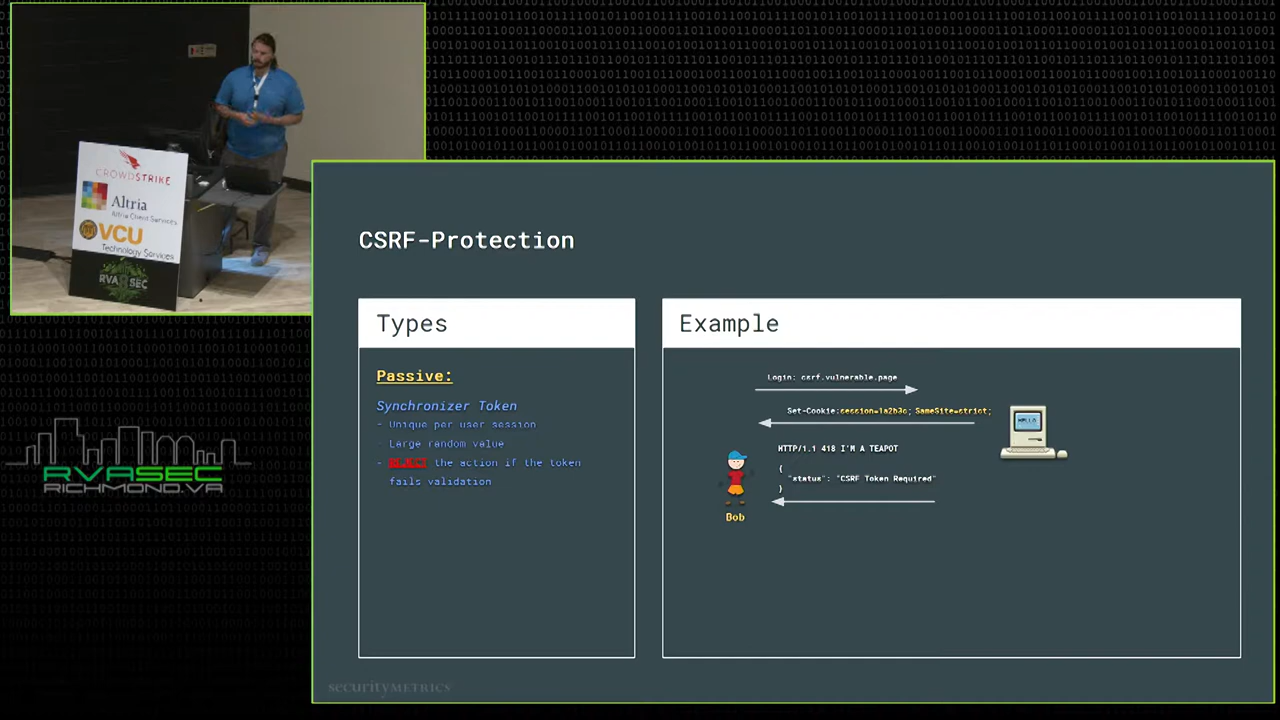 CROWDSTRIKE
Altria
Altria Client Services
VCU
Technology Services
RVASEC
RVASEC
RICHMOND.VA
CSRF-Protection
Types
Passive:
Synchronizer Token
- Unique per user session
- Large random value
- REJECT the action if the token
fails validation
Example
Login: csrf.vulnerable.page
Set-Cookie:session=1a2b3c; SameSite=strict;
HELLO
HTTP/1.1 418 I'M A TEAPOT
{
"status": "CSRF Token Required"
}
Bob
securityMETRICS